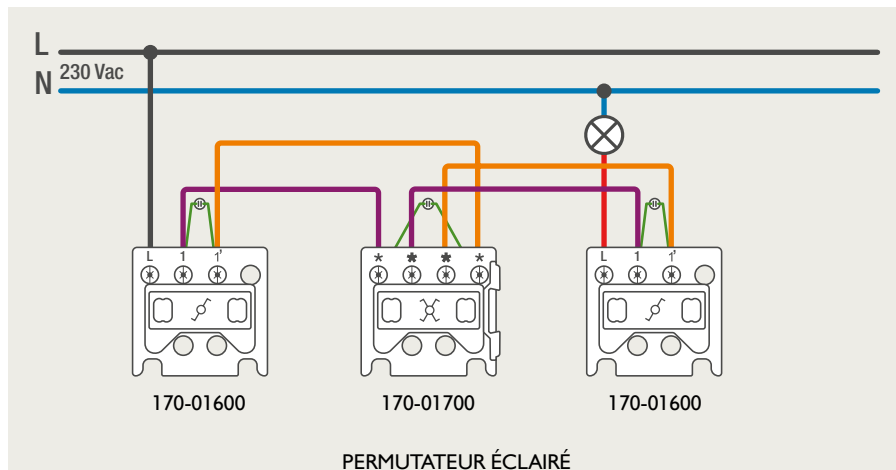 L
N 230 Vac
L 1 1' * * * * L 1 1'
170-01600 170-01700 170-01600
PERMUTATEUR ÉCLAIRÉ